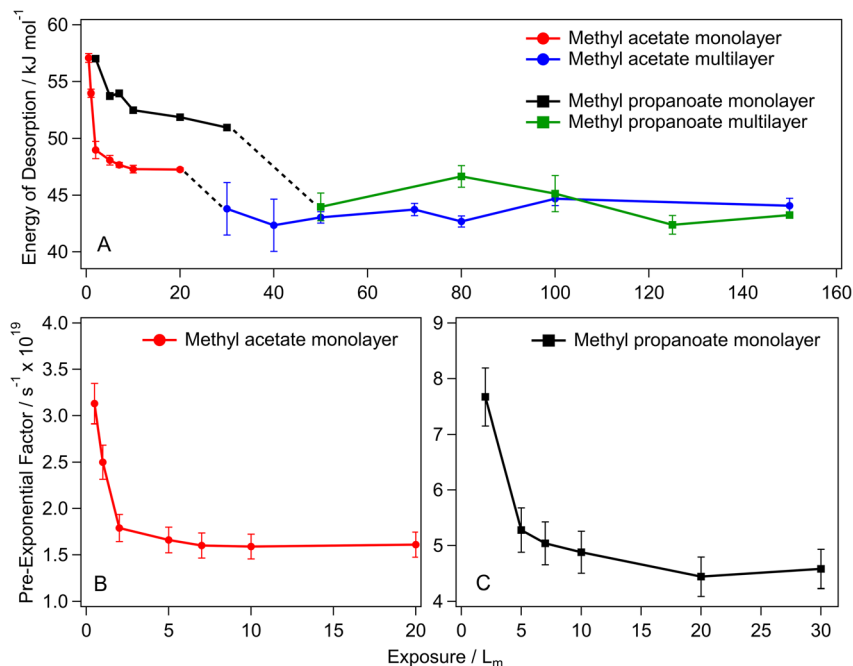 60
55
50
45
40
Energy of Desorption / kJ mol⁻¹
Methyl acetate monolayer
Methyl acetate multilayer
Methyl propanoate monolayer
Methyl propanoate multilayer
A
0 20 40 60 80 100 120 140 160
4.0
3.5
3.0
2.5
2.0
1.5
1.0
Pre-Exponential Factor / s⁻¹ x 10¹⁹
Methyl acetate monolayer
B
0 5 10 15 20
9
8
7
6
5
4
Methyl propanoate monolayer
C
0 5 10 15 20 25 30
Exposure / Lₘ